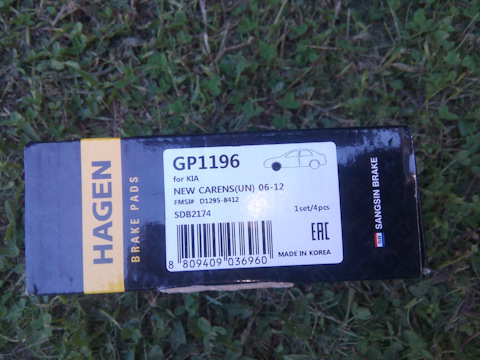 HAGEN
BRAKE PADS
GP1196
for KIA
NEW CARENS(UN) 06-12
FMSI# D1295-8412
SDB2174
1set/4pcs
8 809409 036960
EAC
MADE IN KOREA
SANGSIN BRAKE